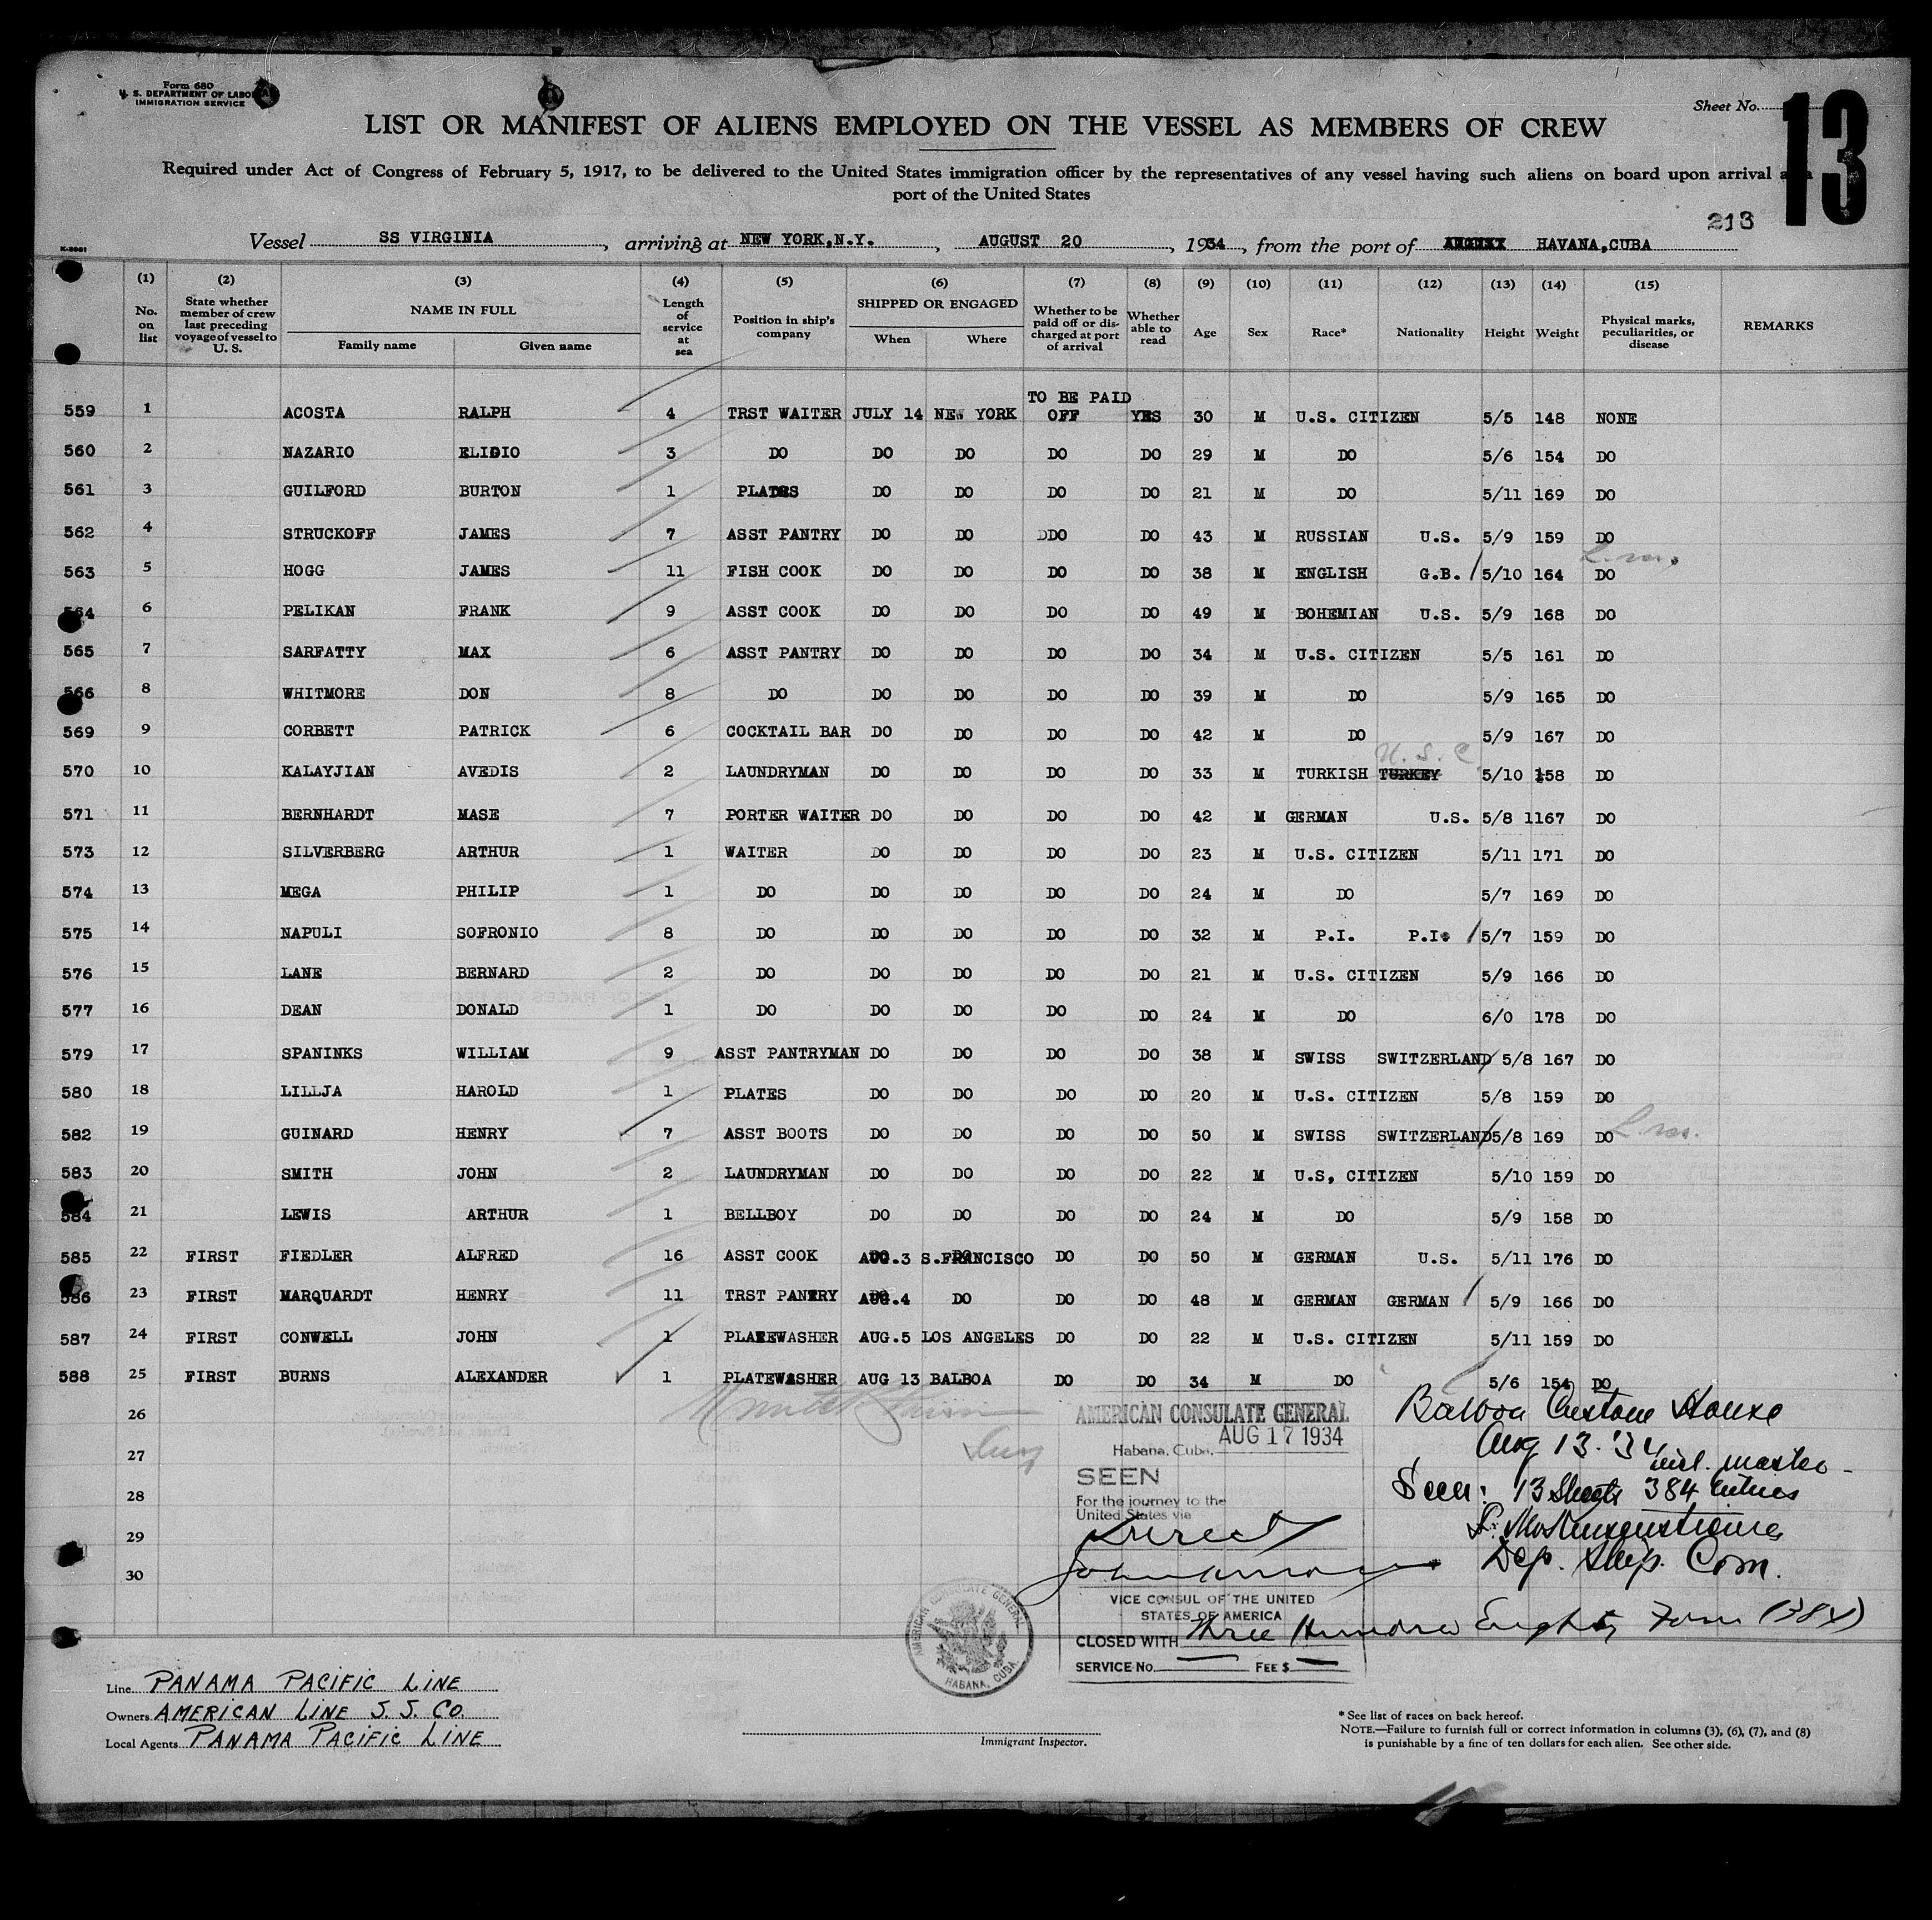 Form 680
U. S. DEPARTMENT OF LABOR
IMMIGRATION SERVICE
Sheet No. 13
LIST OR MANIFEST OF ALIENS EMPLOYED ON THE VESSEL AS MEMBERS OF CREW
Required under Act of Congress of February 5, 1917, to be delivered to the United States immigration officer by the representatives of any vessel having such aliens on board upon arrival at a
port of the United States
213
Vessel SS VIRGINIA, arriving at NEW YORK,N.Y., AUGUST 20, 1934, from the port of HAVANA,CUBA
(1) No. on list (2) State whether member of crew last preceding voyage of vessel to U. S. (3) NAME IN FULL Family name Given name (4) Length of service at sea (5) Position in ship's company (6) SHIPPED OR ENGAGED When Where (7) Whether to be paid off or discharged at port of arrival (8) Whether able to read (9) Age (10) Sex (11) Race* (12) Nationality (13) Height (14) Weight (15) Physical marks, peculiarities, or disease REMARKS
559 1 ACOSTA RALPH 4 TRST WAITER JULY 14 NEW YORK TO BE PAID OFF YES 30 M U.S. CITIZEN 5/5 148 NONE
560 2 NAZARIO ELIDIO 3 DO DO DO DO DO 29 M DO 5/6 154 DO
561 3 GUILFORD BURTON 1 PLATES DO DO DO DO 21 M DO 5/11 169 DO
562 4 STRUCKOFF JAMES 7 ASST PANTRY DO DO DDO DO 43 M RUSSIAN U.S. 5/9 159 DO
563 5 HOGG JAMES 11 FISH COOK DO DO DO DO 38 M ENGLISH G.B. 5/10 164 DO
564 6 PELIKAN FRANK 9 ASST COOK DO DO DO DO 49 M BOHEMIAN U.S. 5/9 168 DO
565 7 SARFATTY MAX 6 ASST PANTRY DO DO DO DO 34 M U.S. CITIZEN 5/5 161 DO
566 8 WHITMORE DON 8 DO DO DO DO DO 39 M DO 5/9 165 DO
569 9 CORBETT PATRICK 6 COCKTAIL BAR DO DO DO DO 42 M DO 5/9 167 DO
U.S.C.
570 10 KALAYJIAN AVEDIS 2 LAUNDRYMAN DO DO DO DO 33 M TURKISH TURKEY 5/10 158 DO
571 11 BERNHARDT MASE 7 PORTER WAITER DO DO DO DO 42 M GERMAN U.S. 5/8 1167 DO
573 12 SILVERBERG ARTHUR 1 WAITER DO DO DO DO 23 M U.S. CITIZEN 5/11 171 DO
574 13 MEGA PHILIP 1 DO DO DO DO DO 24 M DO 5/7 169 DO
575 14 NAPULI SOFRONIO 8 DO DO DO DO DO 32 M P.I. P.I. 5/7 159 DO
576 15 LANE BERNARD 2 DO DO DO DO DO 21 M U.S. CITIZEN 5/9 166 DO
577 16 DEAN DONALD 1 DO DO DO DO DO 24 M DO 6/0 178 DO
579 17 SPANINKS WILLIAM 9 ASST PANTRYMAN DO DO DO DO 38 M SWISS SWITZERLAND 5/8 167 DO
580 18 LILLJA HAROLD 1 PLATES DO DO DO DO 20 M U.S. CITIZEN 5/8 159 DO
582 19 GUINARD HENRY 7 ASST BOOTS DO DO DO DO 50 M SWISS SWITZERLAND 5/8 169 DO
583 20 SMITH JOHN 2 LAUNDRYMAN DO DO DO DO 22 M U.S, CITIZEN 5/10 159 DO
584 21 LEWIS ARTHUR 1 BELLBOY DO DO DO DO 24 M DO 5/9 158 DO
585 22 FIRST FIEDLER ALFRED 16 ASST COOK AUG.3 S.FRANCISCO DO DO 50 M GERMAN U.S. 5/11 176 DO
586 23 FIRST MARQUARDT HENRY 11 TRST PANTRY AUG.4 DO DO DO 48 M GERMAN GERMAN 5/9 166 DO
587 24 FIRST CONWELL JOHN 1 PLATEWASHER AUG.5 LOS ANGELES DO DO 22 M U.S. CITIZEN 5/11 159 DO
588 25 FIRST BURNS ALEXANDER 1 PLATEWASHER AUG 13 BALBOA DO DO 34 M DO 5/6 154 DO
26
27
28
29
30
AMERICAN CONSULATE GENERAL
AUG 17 1934
Habana, Cuba.
SEEN
For the journey to the
United States via
Direct
VICE CONSUL OF THE UNITED
STATES OF AMERICA
CLOSED WITH Three Hundred Eighty Four (384)
SERVICE No. FEE $
AMERICAN CONSULATE GENERAL HABANA, CUBA.
Balboa Custom House
Aug 13. '34
incl. master
Seen: 13 Sheets 384 Entries
Dep. Ship. Com.
Line PANAMA PACIFIC LINE
Owners AMERICAN LINE S. S. CO.
Local Agents PANAMA PACIFIC LINE
Immigrant Inspector.
* See list of races on back hereof.
NOTE.—Failure to furnish full or correct information in columns (3), (6), (7), and (8)
is punishable by a fine of ten dollars for each alien. See other side.